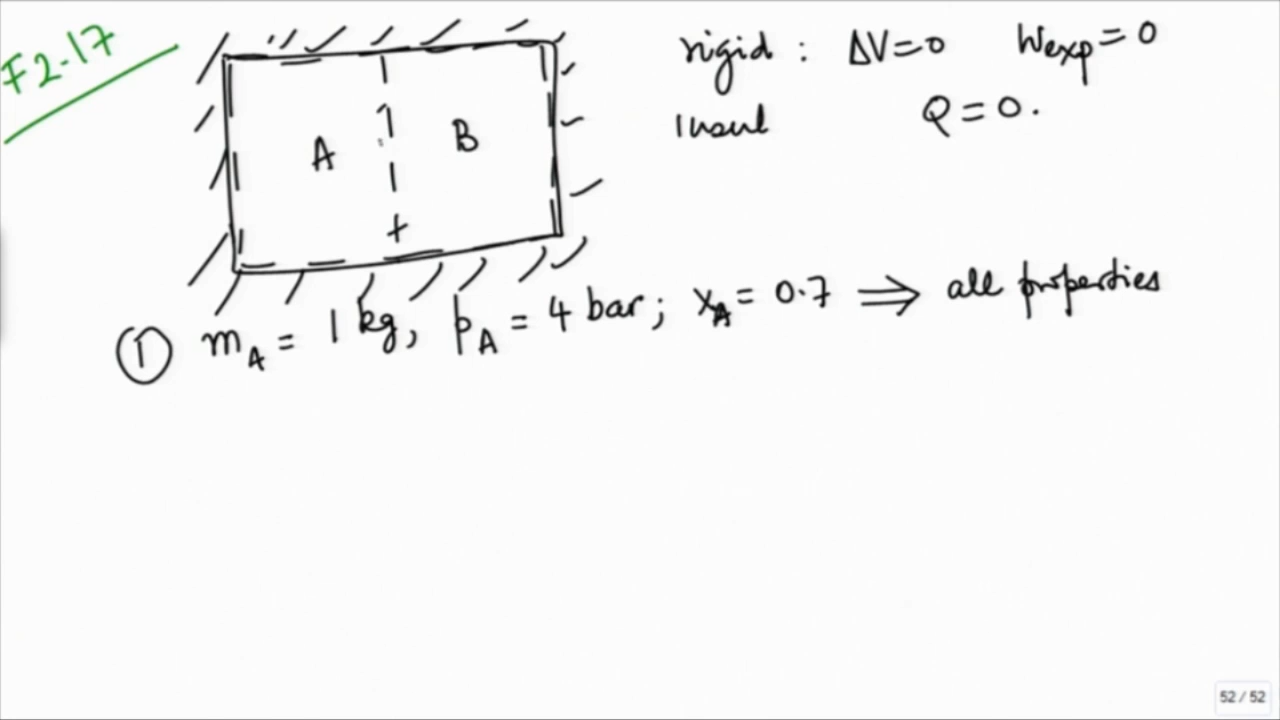 F2.17
rigid : ΔV=0 Wexp=0
Insul Q=0.
A B
① mA = 1 kg, pA = 4 bar; xA = 0.7 ⟹ all properties
52 / 52